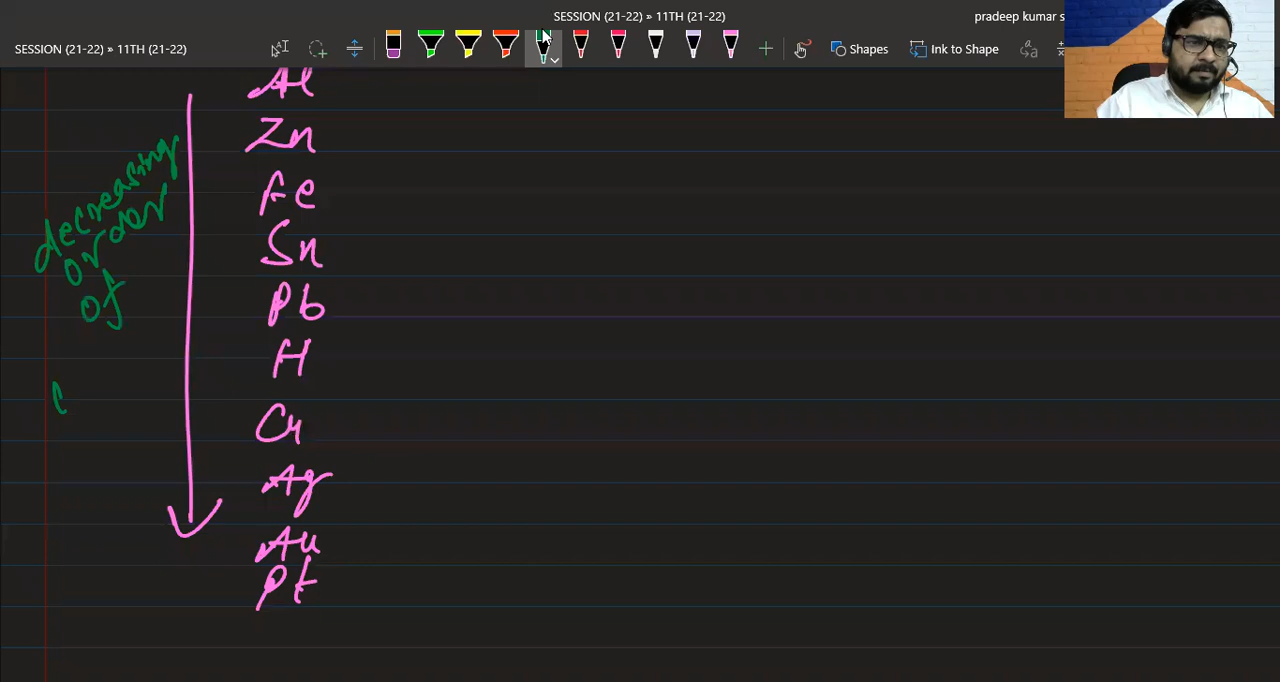 SESSION (21-22) » 11TH (21-22)
pradeep kumar s
SESSION (21-22) » 11TH (21-22)
Shapes
Ink to Shape
Al
Zn
Fe
Sn
Pb
H
Cu
Ag
Au
Pt
decreasing
order
of